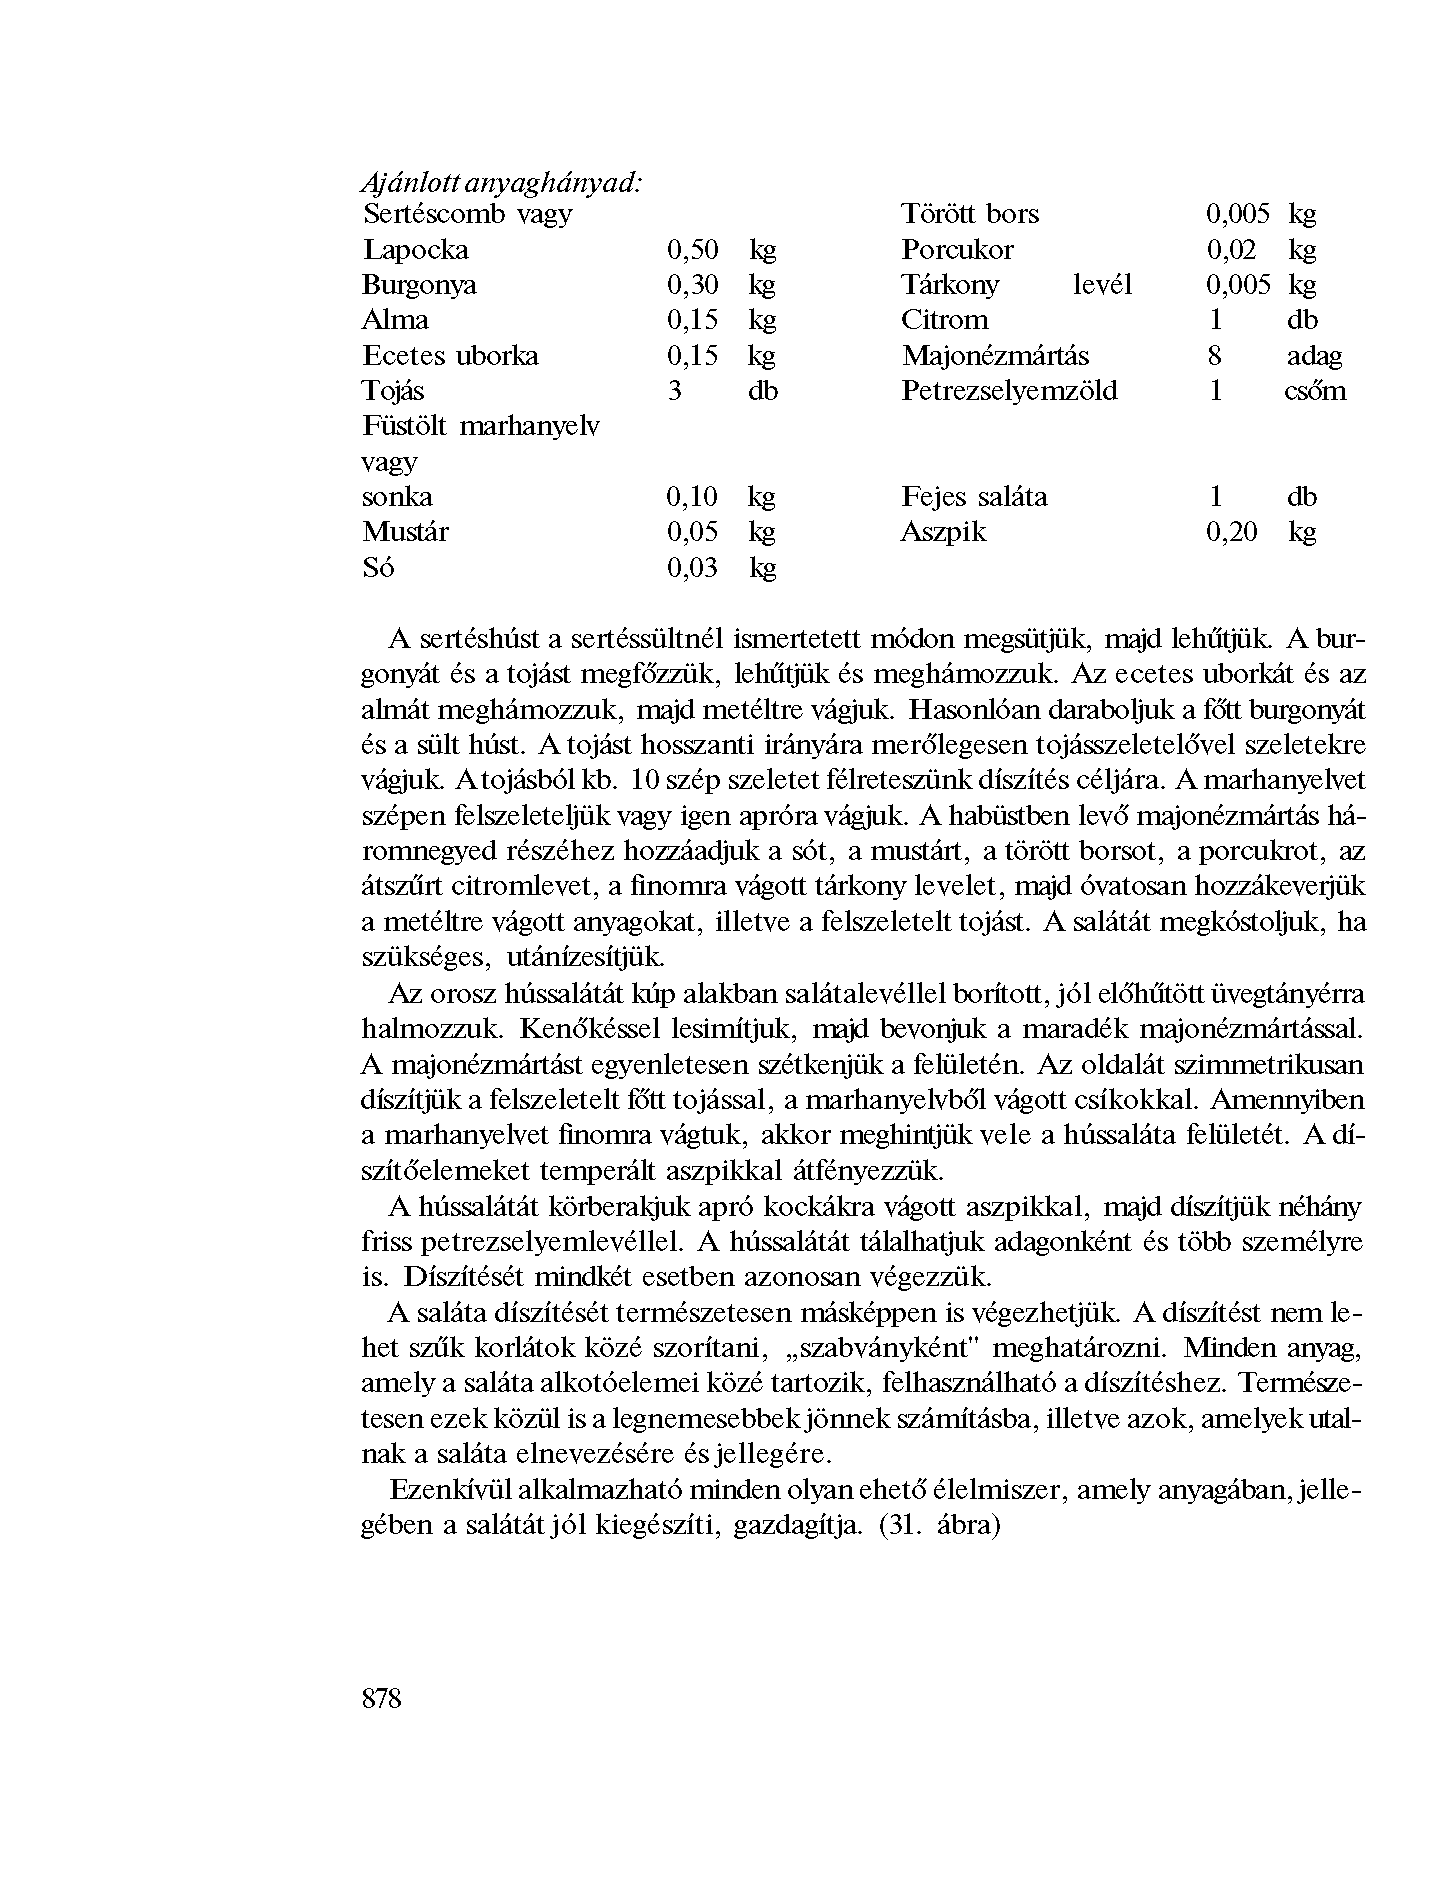 Ajánlott anyaghányad:
Sertéscomb vagy Törött bors 0,005 kg
Lapocka 0,50 kg Porcukor 0,02 kg
Burgonya 0,30 kg Tárkony levél 0,005 kg
Alma 0,15 kg Citrom 1 db
Ecetes uborka 0,15 kg Majonézmártás 8 adag
Tojás 3 db Petrezselyemzöld 1 csőm
Füstölt marhanyelv
vagy
sonka 0,10 kg Fejes saláta 1 db
Mustár 0,05 kg Aszpik 0,20 kg
Só 0,03 kg
A sertéshúst a sertéssültnél ismertetett módon megsütjük, majd lehűtjük. A bur-
gonyát és a tojást megfőzzük, lehűtjük és meghámozzuk. Az ecetes uborkát és az
almát meghámozzuk, majd metéltre vágjuk. Hasonlóan daraboljuk a főtt burgonyát
és a sült húst. A tojást hosszanti irányára merőlegesen tojásszeletelővel szeletekre
vágjuk. A tojásból kb. 10 szép szeletet félreteszünk díszítés céljára. A marhanyelvet
szépen felszeleteljük vagy igen apróra vágjuk. A habüstben levő majonézmártás há-
romnegyed részéhez hozzáadjuk a sót, a mustárt, a törött borsot, a porcukrot, az
átszűrt citromlevet, a finomra vágott tárkony levelet, majd óvatosan hozzákeverjük
a metéltre vágott anyagokat, illetve a felszeletelt tojást. A salátát megkóstoljuk, ha
szükséges, utánízesítjük.
Az orosz hússalátát kúp alakban salátalevéllel borított, jól előhűtött üvegtányérra
halmozzuk. Kenőkéssel lesimítjuk, majd bevonjuk a maradék majonézmártással.
A majonézmártást egyenletesen szétkenjük a felületén. Az oldalát szimmetrikusan
díszítjük a felszeletelt főtt tojással, a marhanyelvből vágott csíkokkal. Amennyiben
a marhanyelvet finomra vágtuk, akkor meghintjük vele a hússaláta felületét. A dí-
szítőelemeket temperált aszpikkal átfényezzük.
A hússalátát körberakjuk apró kockákra vágott aszpikkal, majd díszítjük néhány
friss petrezselyemlevéllel. A hússalátát tálalhatjuk adagonként és több személyre
is. Díszítését mindkét esetben azonosan végezzük.
A saláta díszítését természetesen másképpen is végezhetjük. A díszítést nem le-
het szűk korlátok közé szorítani, „szabványként" meghatározni. Minden anyag,
amely a saláta alkotóelemei közé tartozik, felhasználható a díszítéshez. Természe-
tesen ezek közül is a legnemesebbek jönnek számításba, illetve azok, amelyek utal-
nak a saláta elnevezésére és jellegére.
Ezenkívül alkalmazható minden olyan ehető élelmiszer, amely anyagában, jelle-
gében a salátát jól kiegészíti, gazdagítja. (31. ábra)
878